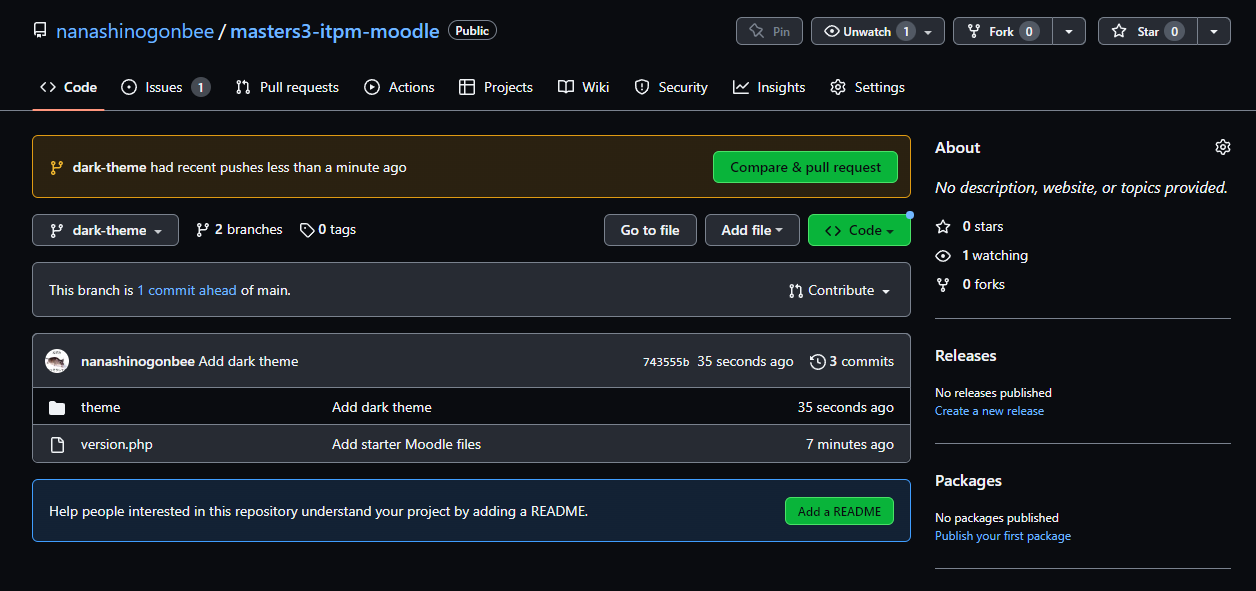 nanashinogonbee / masters3-itpm-moodle Public
Pin Unwatch 1 Fork 0 Star 0
Code Issues 1 Pull requests Actions Projects Wiki Security Insights Settings
dark-theme had recent pushes less than a minute ago Compare & pull request
dark-theme 2 branches 0 tags Go to file Add file Code
This branch is 1 commit ahead of main. Contribute
nanashinogonbee Add dark theme 743555b 35 seconds ago 3 commits
theme Add dark theme 35 seconds ago
version.php Add starter Moodle files 7 minutes ago
Help people interested in this repository understand your project by adding a README. Add a README
About
No description, website, or topics provided.
0 stars
1 watching
0 forks
Releases
No releases published
Create a new release
Packages
No packages published
Publish your first package